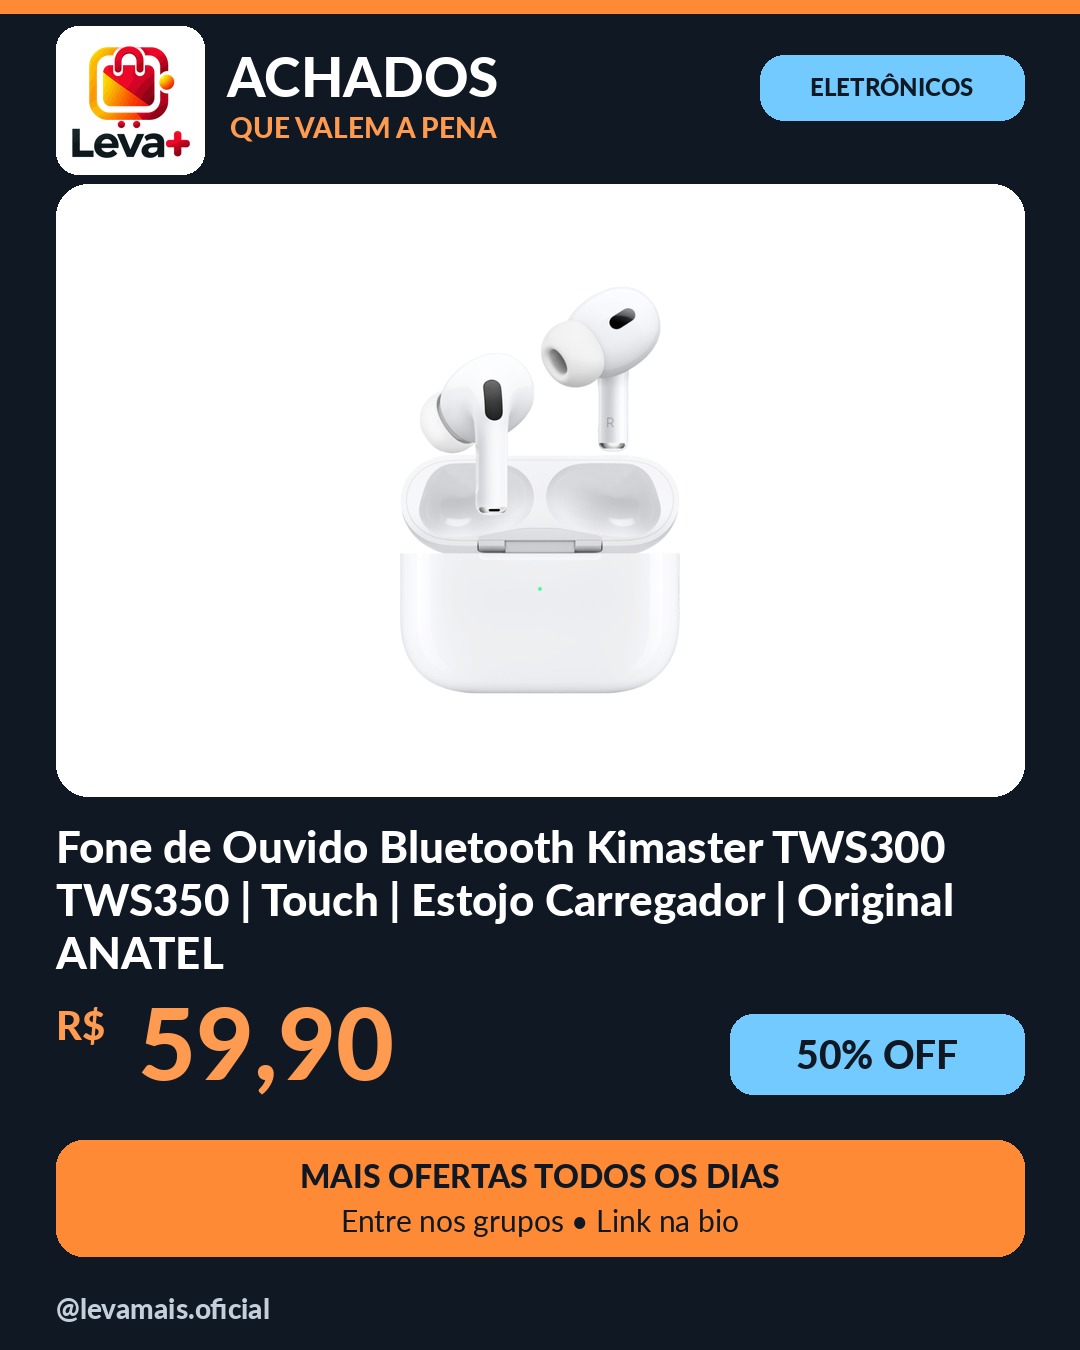 Leva+
ACHADOS
QUE VALEM A PENA
ELETRÔNICOS
R
Fone de Ouvido Bluetooth Kimaster TWS300
TWS350 | Touch | Estojo Carregador | Original
ANATEL
R$ 59,90
50% OFF
MAIS OFERTAS TODOS OS DIAS
Entre nos grupos • Link na bio
@levamais.oficial